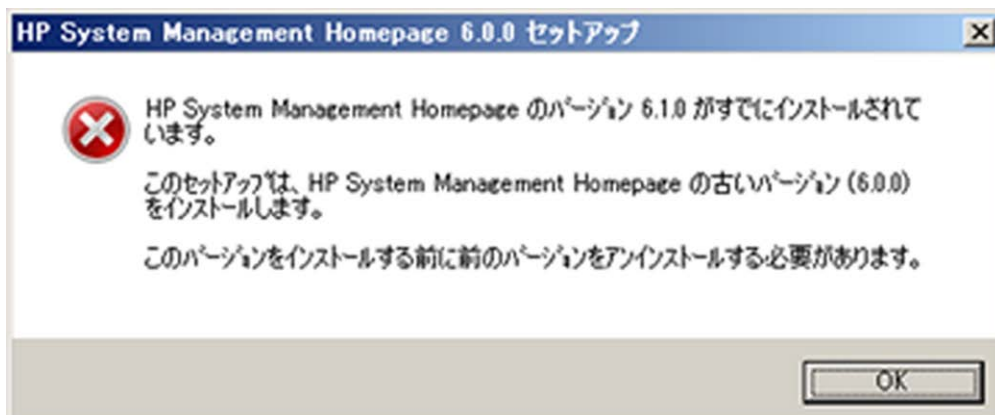 HP System Management Homepage 6.0.0 セットアップ
HP System Management Homepage のバージョン 6.1.0 がすでにインストールされて
います。
このセットアップは、HP System Management Homepage の古いバージョン (6.0.0)
をインストールします。
このバージョンをインストールする前に前のバージョンをアンインストールする必要があります。
OK